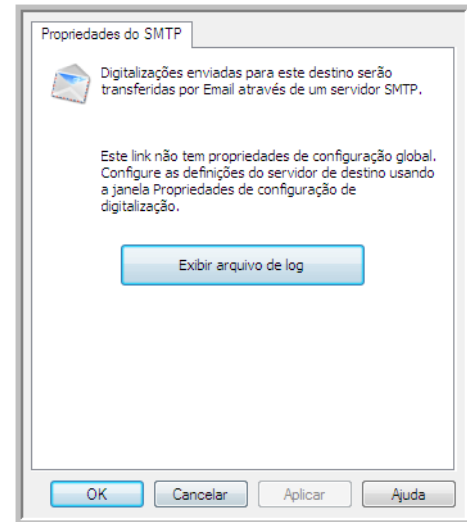 Propriedades do SMTP
Digitalizações enviadas para este destino serão
transferidas por Email através de um servidor SMTP.
Este link não tem propriedades de configuração global.
Configure as definições do servidor de destino usando
a janela Propriedades de configuração de
digitalização.
Exibir arquivo de log
OK Cancelar Aplicar Ajuda